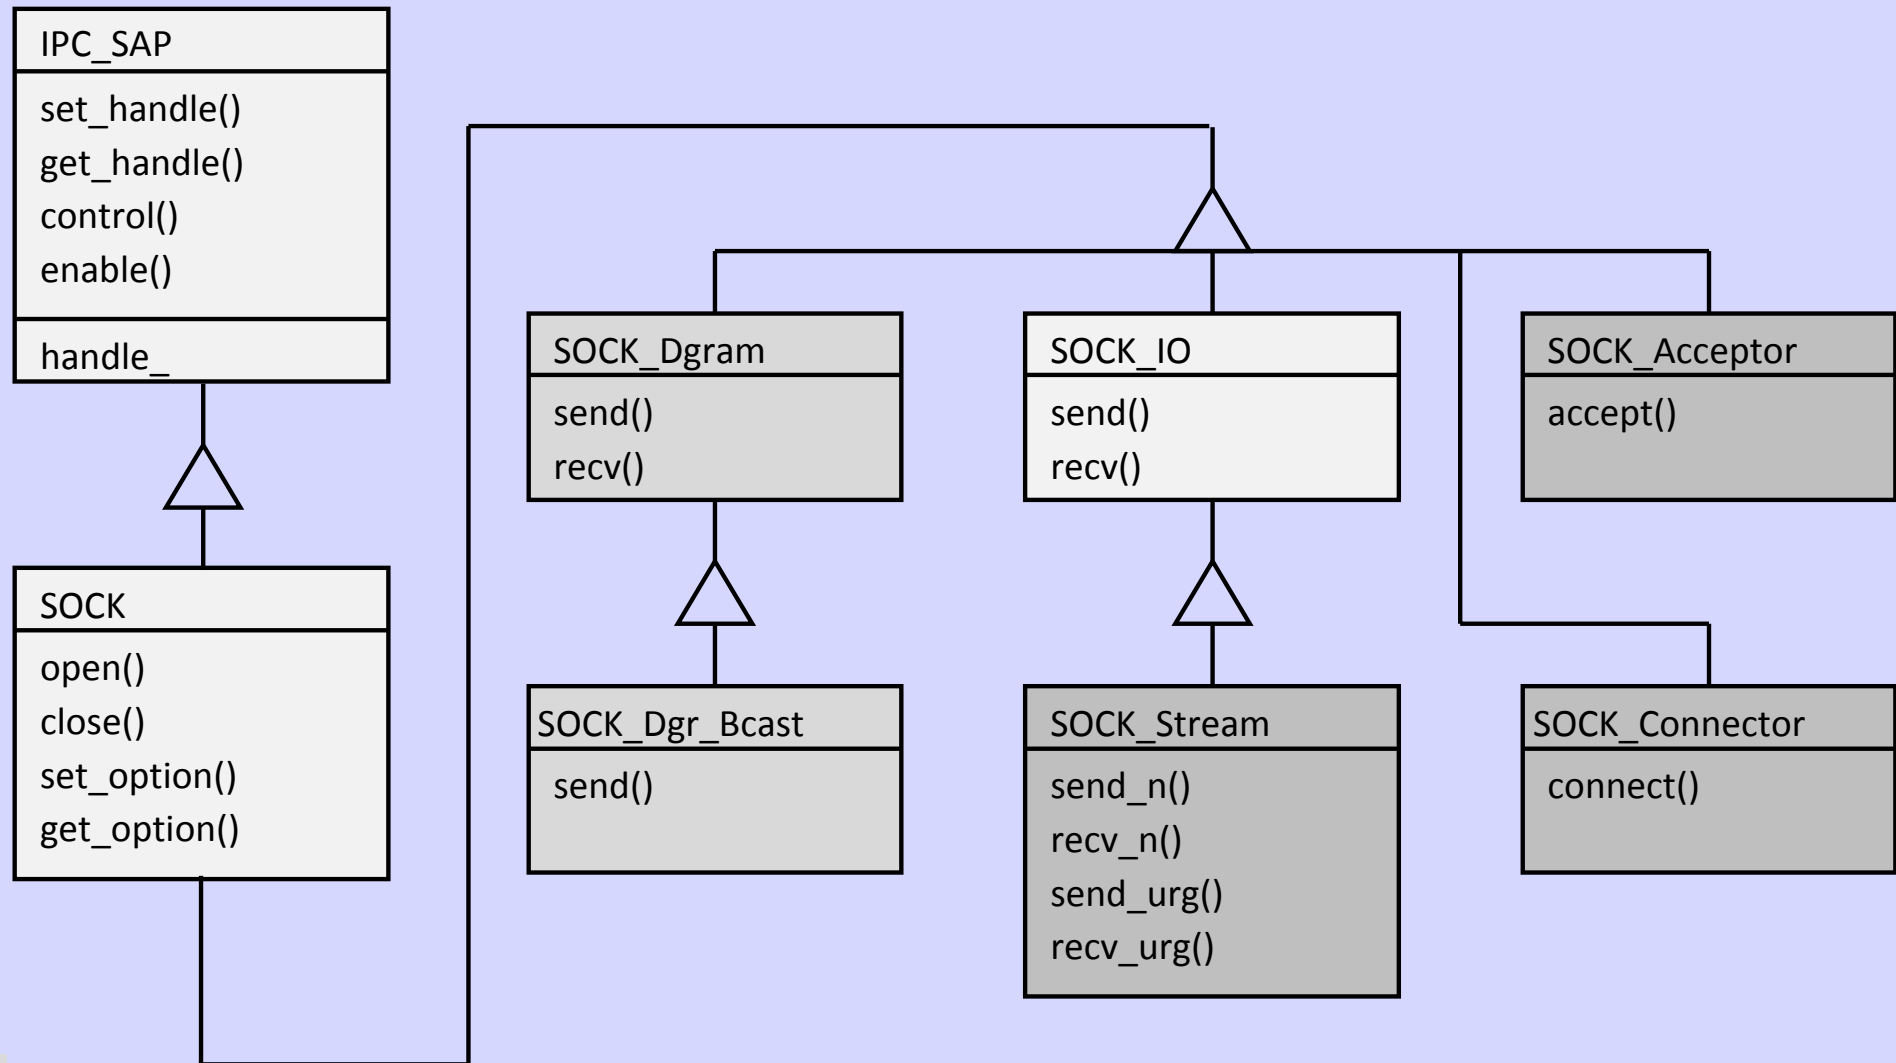 IPC_SAP
set_handle()
get_handle()
control()
enable()
handle_
SOCK
open()
close()
set_option()
get_option()
SOCK_Dgram
send()
recv()
SOCK_Dgr_Bcast
send()
SOCK_IO
send()
recv()
SOCK_Stream
send_n()
recv_n()
send_urg()
recv_urg()
SOCK_Acceptor
accept()
SOCK_Connector
connect()